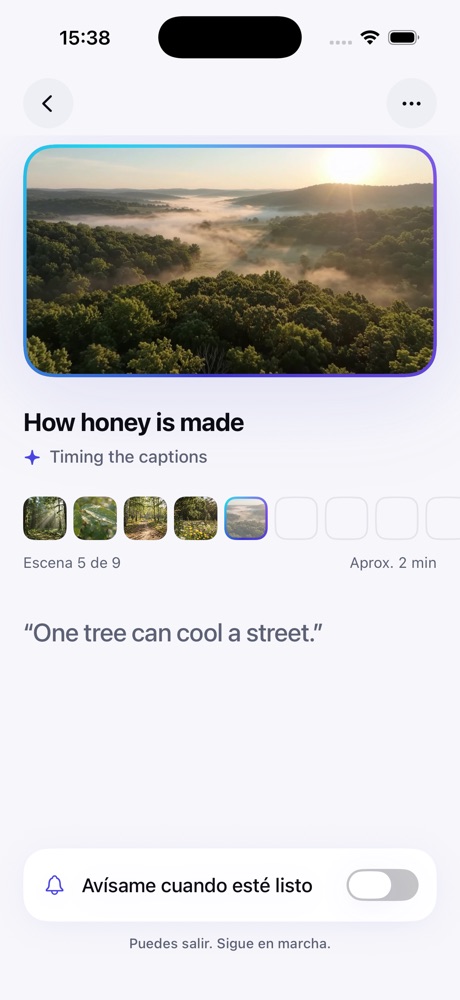 15:38
How honey is made
Timing the captions
Escena 5 de 9
Aprox. 2 min
“One tree can cool a street.”
Avísame cuando esté listo
Puedes salir. Sigue en marcha.